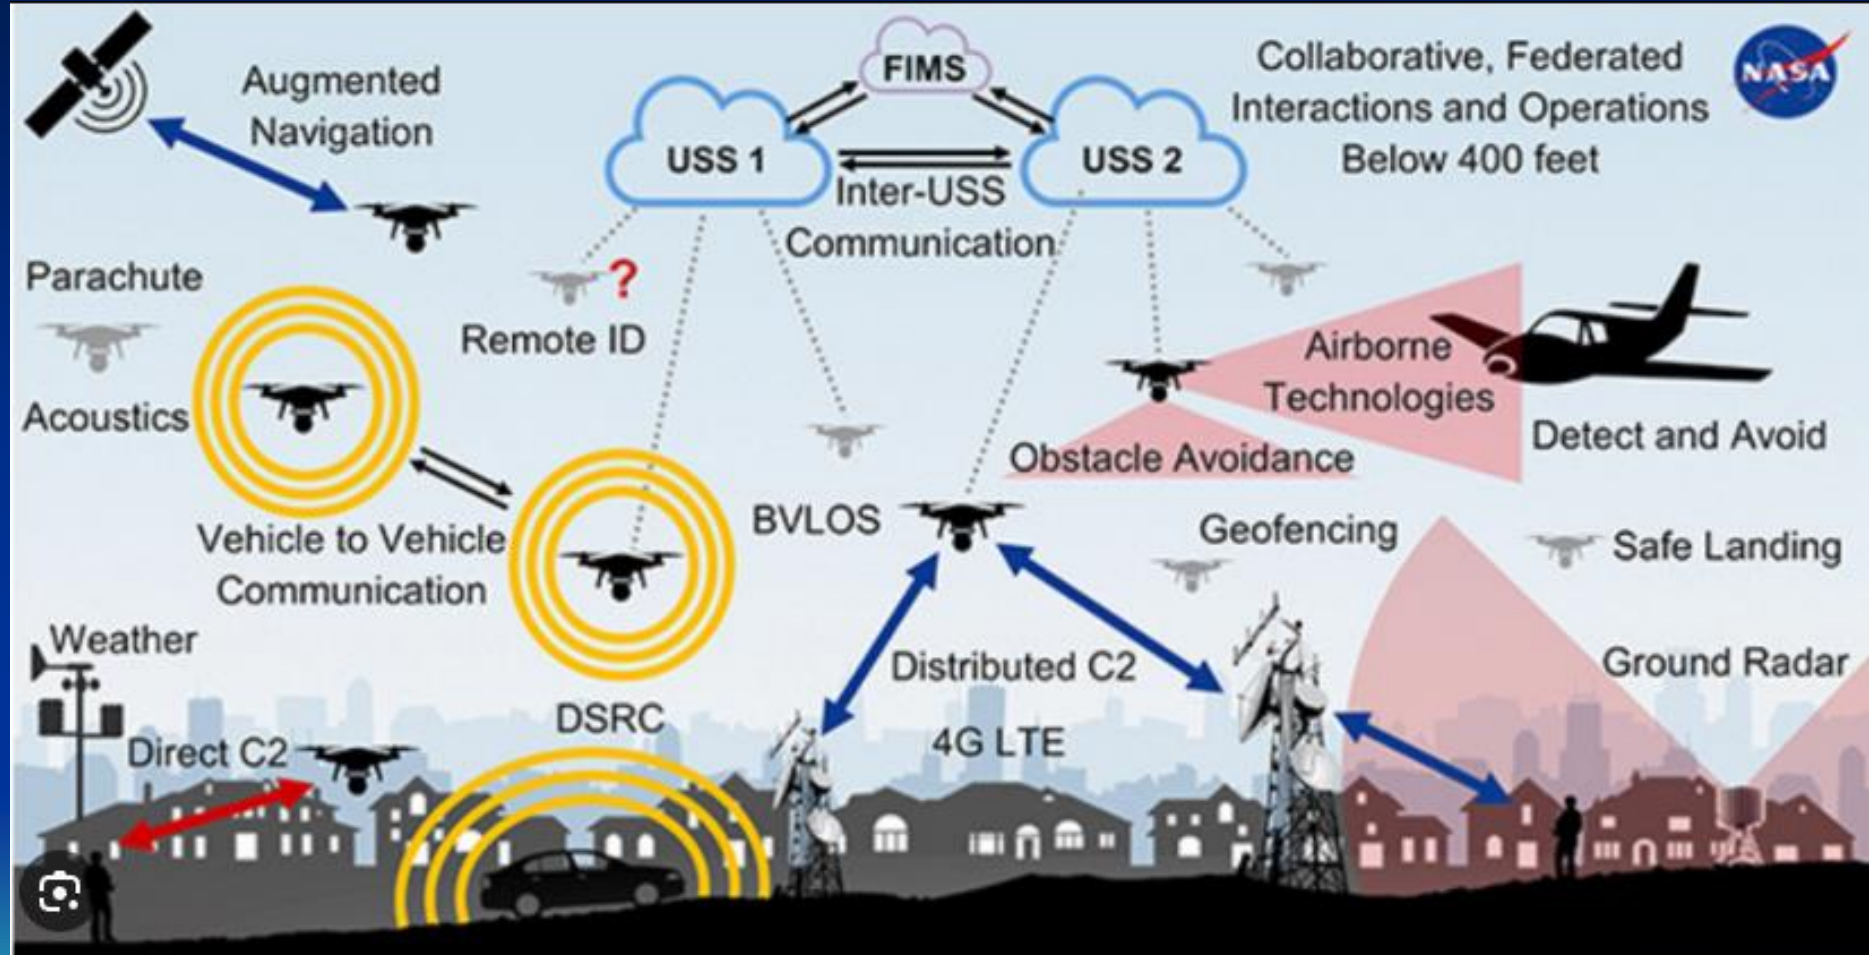 FIMS
Collaborative, Federated
Interactions and Operations
Below 400 feet
NASA
Augmented
Navigation
USS 1
USS 2
Inter-USS
Communication
Parachute
Remote ID
?
Acoustics
Airborne
Technologies
Detect and Avoid
Obstacle Avoidance
Vehicle to Vehicle
Communication
BVLOS
Geofencing
Safe Landing
Weather
Distributed C2
Ground Radar
DSRC
Direct C2
4G LTE